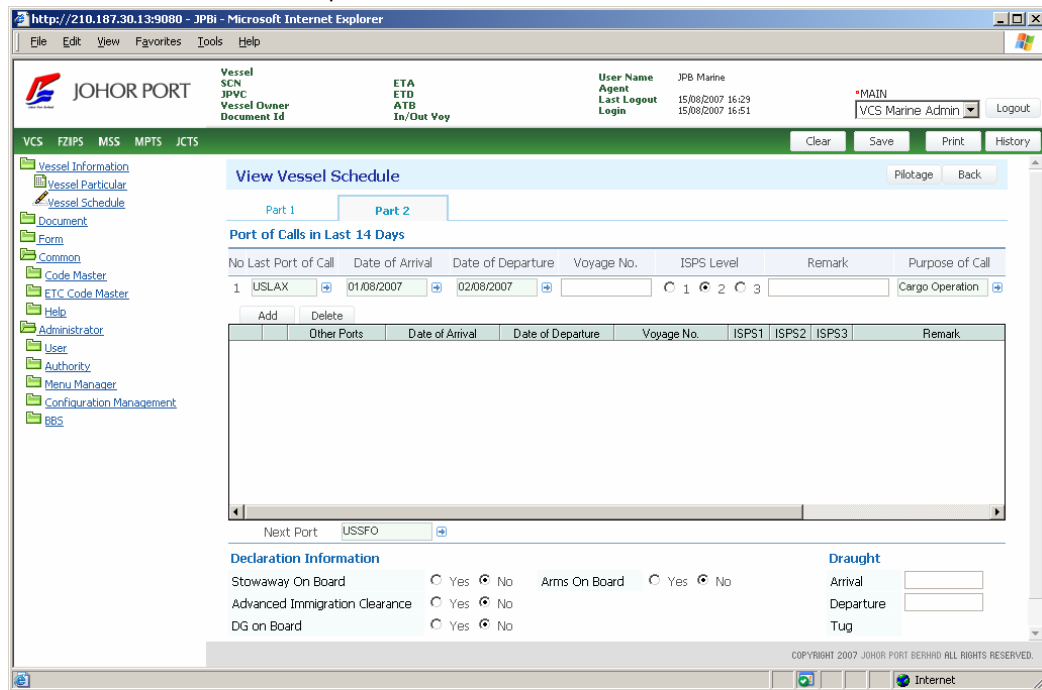 http://210.187.30.13:9080 - JPBi - Microsoft Internet Explorer
File Edit View Favorites Tools Help
JOHOR PORT
Vessel
SCN
JPVC
Vessel Owner
Document Id
ETA
ETD
ATB
In/Out Voy
User Name JPB Marine
Agent
Last Logout 15/08/2007 16:29
Login 15/08/2007 16:51
*MAIN
VCS Marine Admin
Logout
VCS FZIPS MSS MPTS JCTS
Clear Save Print History
Vessel Information
Vessel Particular
Vessel Schedule
Document
Form
Common
Code Master
ETC Code Master
Help
Administrator
User
Authority
Menu Manager
Configuration Management
BBS
View Vessel Schedule
Pilotage Back
Part 1 Part 2
Port of Calls in Last 14 Days
No Last Port of Call Date of Arrival Date of Departure Voyage No. ISPS Level Remark Purpose of Call
1 USLAX 01/08/2007 02/08/2007 1 2 3 Cargo Operation
Add Delete
Other Ports Date of Arrival Date of Departure Voyage No. ISPS1 ISPS2 ISPS3 Remark
Next Port USSFO
Declaration Information
Stowaway On Board Yes No Arms On Board Yes No
Advanced Immigration Clearance Yes No
DG on Board Yes No
Draught
Arrival
Departure
Tug
COPYRIGHT 2007 JOHOR PORT BERHAD ALL RIGHTS RESERVED.
Internet